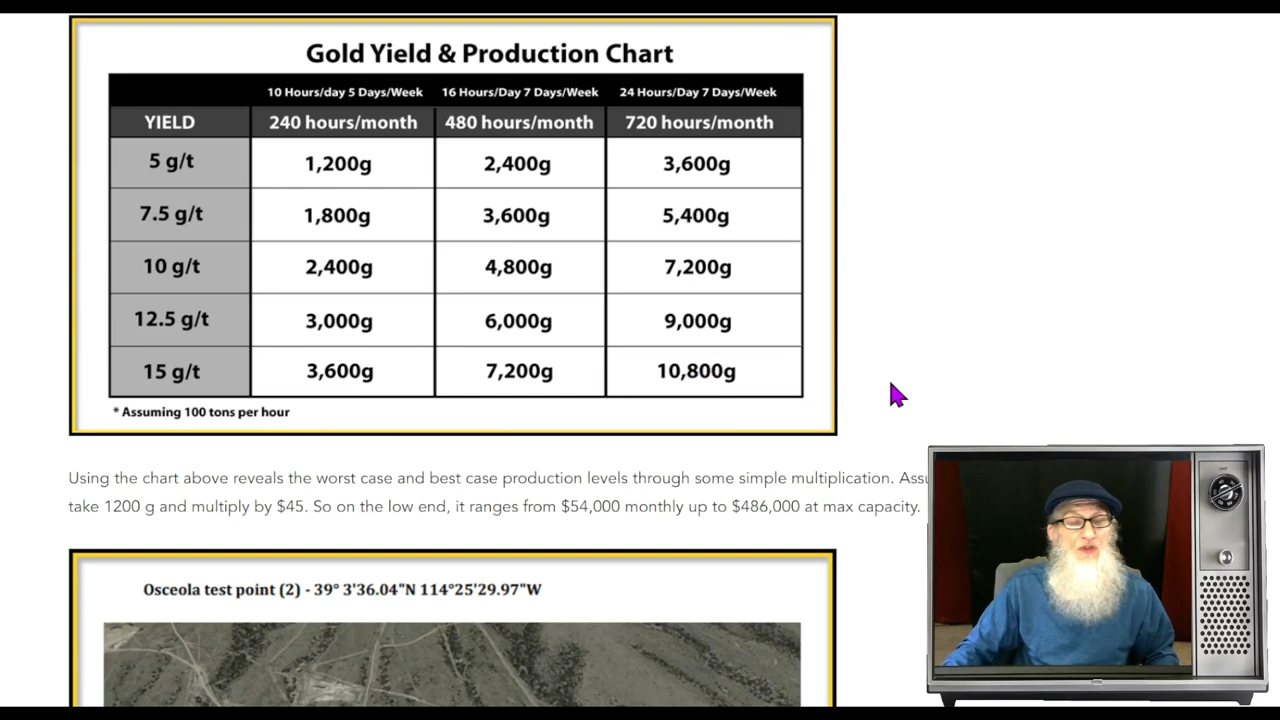 Gold Yield & Production Chart
10 Hours/day 5 Days/Week 16 Hours/Day 7 Days/Week 24 Hours/Day 7 Days/Week
YIELD 240 hours/month 480 hours/month 720 hours/month
5 g/t 1,200g 2,400g 3,600g
7.5 g/t 1,800g 3,600g 5,400g
10 g/t 2,400g 4,800g 7,200g
12.5 g/t 3,000g 6,000g 9,000g
15 g/t 3,600g 7,200g 10,800g
* Assuming 100 tons per hour
Using the chart above reveals the worst case and best case production levels through some simple multiplication.
take 1200 g and multiply by $45. So on the low end, it ranges from $54,000 monthly up to $486,000 at max capacity.
Osceola test point (2) - 39° 3'36.04"N 114°25'29.97"W